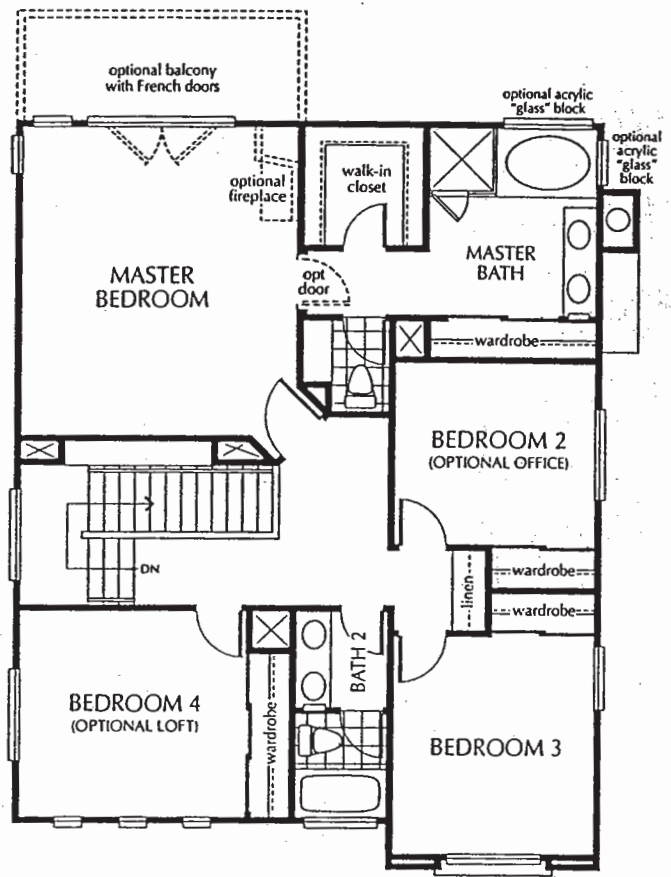 optional balcony
with French doors
optional acrylic
"glass" block
optional
acrylic
"glass"
block
optional
fireplace
walk-in
closet
MASTER
BEDROOM
opt
door
MASTER
BATH
wardrobe
BEDROOM 2
(OPTIONAL OFFICE)
DN
linen
wardrobe
wardrobe
BEDROOM 4
(OPTIONAL LOFT)
wardrobe
BATH 2
BEDROOM 3